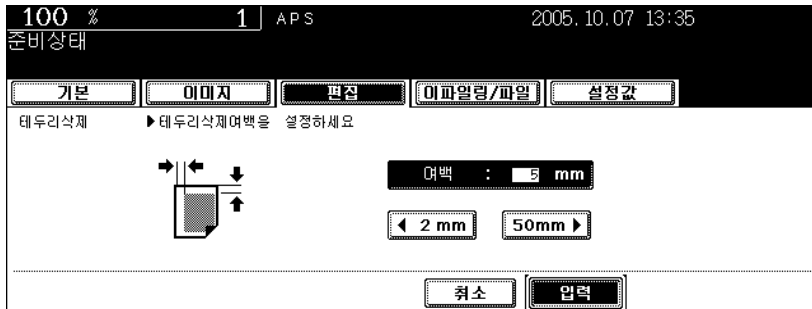 100 % 1 APS 2005.10.07 13:35
준비상태
기본 이미지 편집 이파일링/파일 설정값
테두리삭제 ▶테두리삭제여백을 설정하세요
여백 : 5 mm
◀ 2 mm 50mm ▶
취소 입력